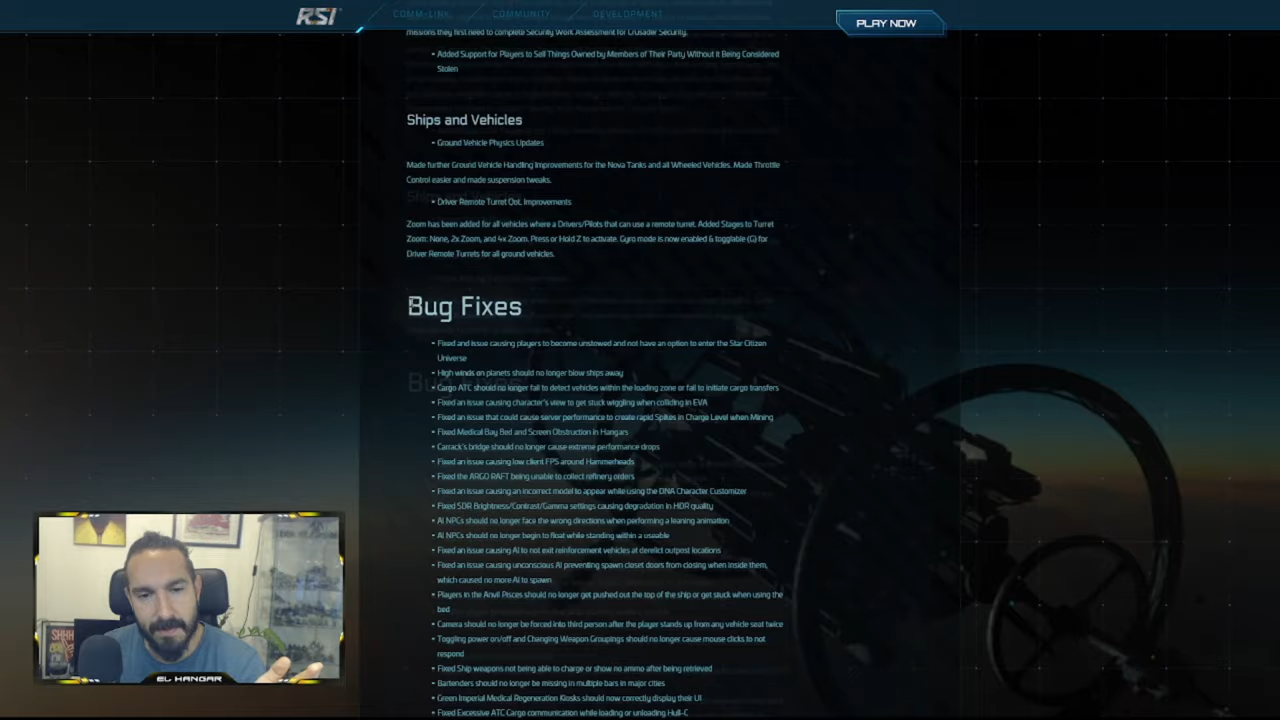 RSI
COMM-LINK
COMMUNITY
DEVELOPMENT
PLAY NOW
missions they first need to complete Security Work Assessment for Crusader Security.
• Added Support for Players to Sell Things Owned by Members of Their Party Without It Being Considered
Stolen
Ships and Vehicles
• Ground Vehicle Physics Updates
Made further Ground Vehicle Handling Improvements for the Nova Tanks and all Wheeled Vehicles. Made Throttle
Control easier and made suspension tweaks.
• Driver Remote Turret QoL Improvements
Zoom has been added for all vehicles where a Drivers/Pilots that can use a remote turret. Added Stages to Turret
Zoom: None, 2x Zoom, and 4x Zoom. Press or Hold Z to activate. Gyro mode is now enabled & togglable (G) for
Driver Remote Turrets for all ground vehicles.
Bug Fixes
• Fixed and issue causing players to become unstowed and not have an option to enter the Star Citizen
Universe
• High winds on planets should no longer blow ships away
• Cargo ATC should no longer fail to detect vehicles within the loading zone or fail to initiate cargo transfers
• Fixed an issue causing character's view to get stuck wiggling when colliding in EVA
• Fixed an issue that could cause server performance to create rapid Spikes in Charge Level when Mining
• Fixed Medical Bay Bed and Screen Obstruction in Hangars
• Carrack's bridge should no longer cause extreme performance drops
• Fixed an issue causing low client FPS around Hammerheads
• Fixed the ARGO RAFT being unable to collect refinery orders
• Fixed an issue causing an incorrect model to appear while using the DNA Character Customizer
• Fixed SDR Brightness/Contrast/Gamma settings causing degradation in HDR quality
• AI NPCs should no longer face the wrong directions when performing a leaning animation
• AI NPCs should no longer begin to float while standing within a useable
• Fixed an issue causing AI to not exit reinforcement vehicles at derelict outpost locations
• Fixed an issue causing unconscious AI preventing spawn closet doors from closing when inside them,
which caused no more AI to spawn
• Players in the Anvil Pisces should no longer get pushed out the top of the ship or get stuck when using the
bed
• Camera should no longer be forced into third person after the player stands up from any vehicle seat twice
• Toggling power on/off and Changing Weapon Groupings should no longer cause mouse clicks to not
respond
• Fixed Ship weapons not being able to charge or show no ammo after being retrieved
• Bartenders should no longer be missing in multiple bars in major cities
• Green Imperial Medical Regeneration Kiosks should now correctly display their UI
• Fixed Excessive ATC Cargo communication while loading or unloading Hull-C
EL HANGAR